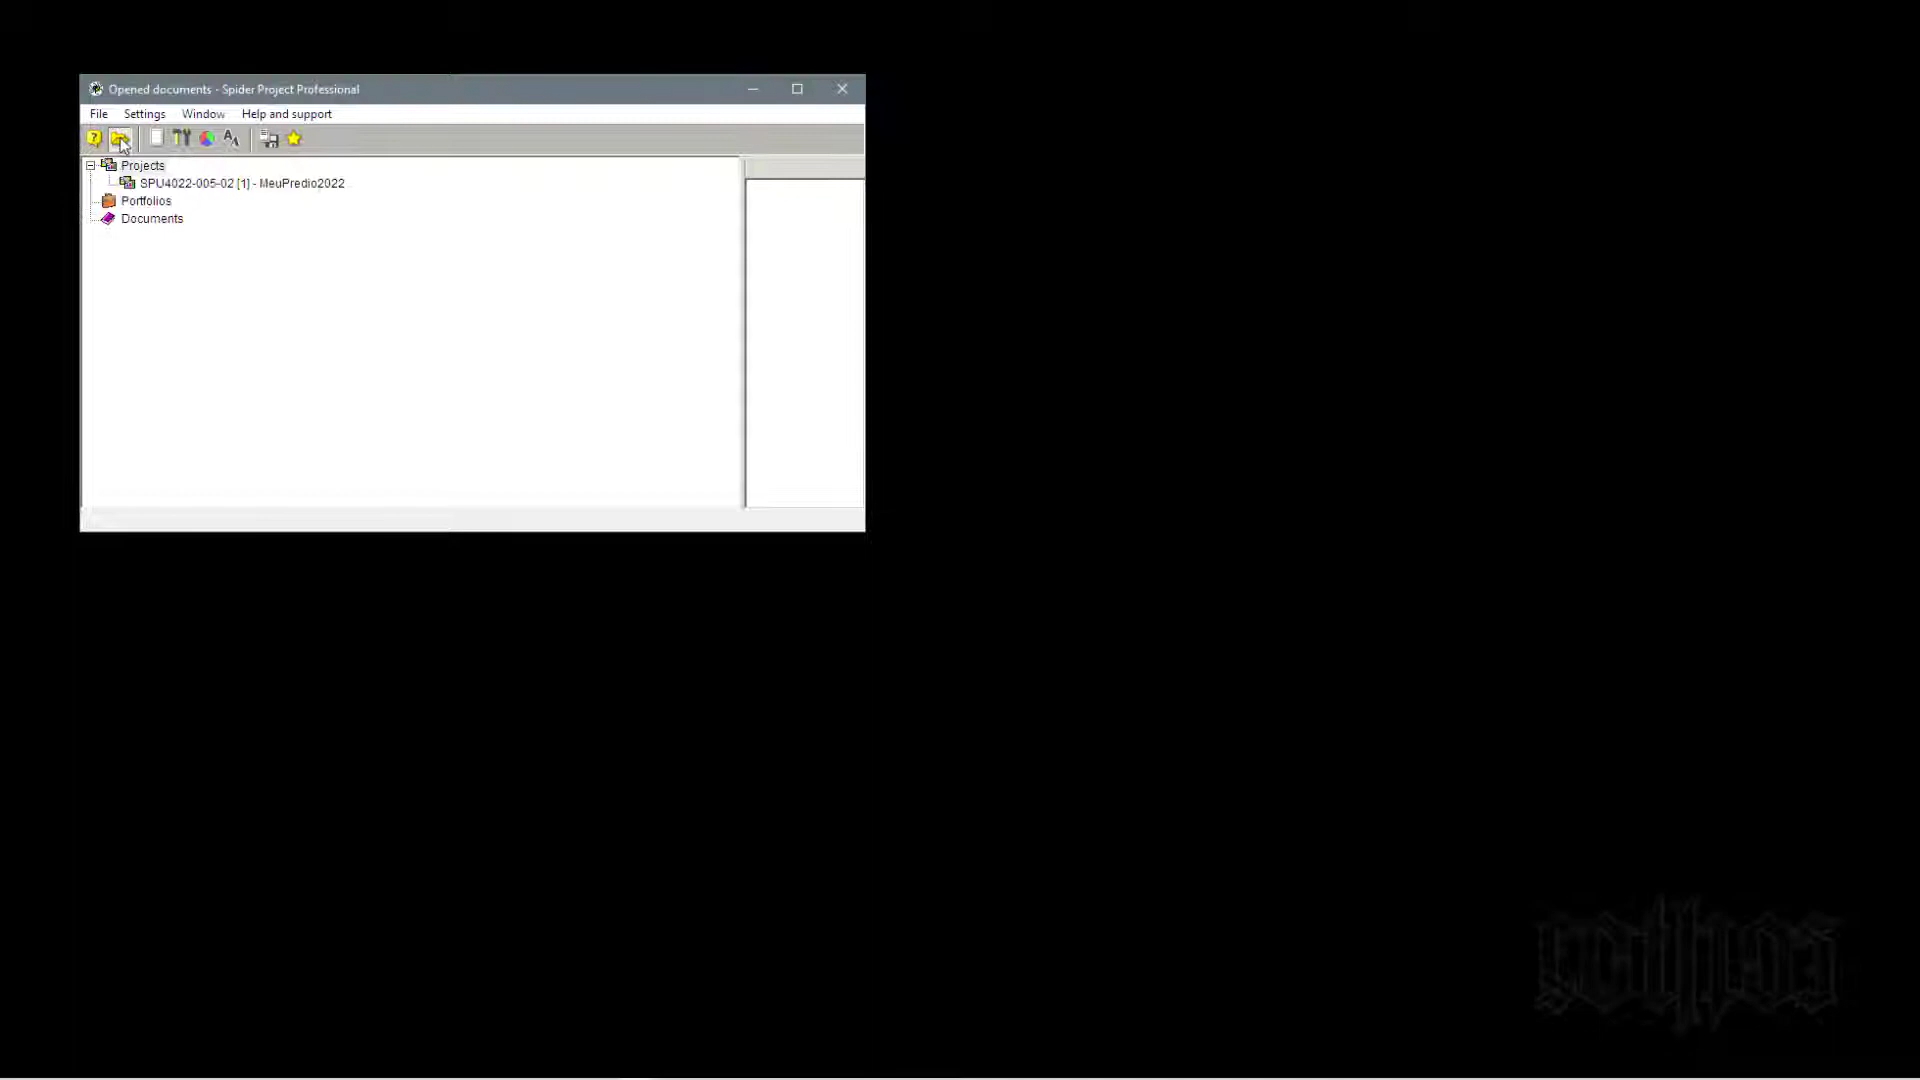 Opened documents - Spider Project Professional
File Settings Window Help and support
Projects
SPU4022-005-02 [1] - MeuPredio2022
Portfolios
Documents